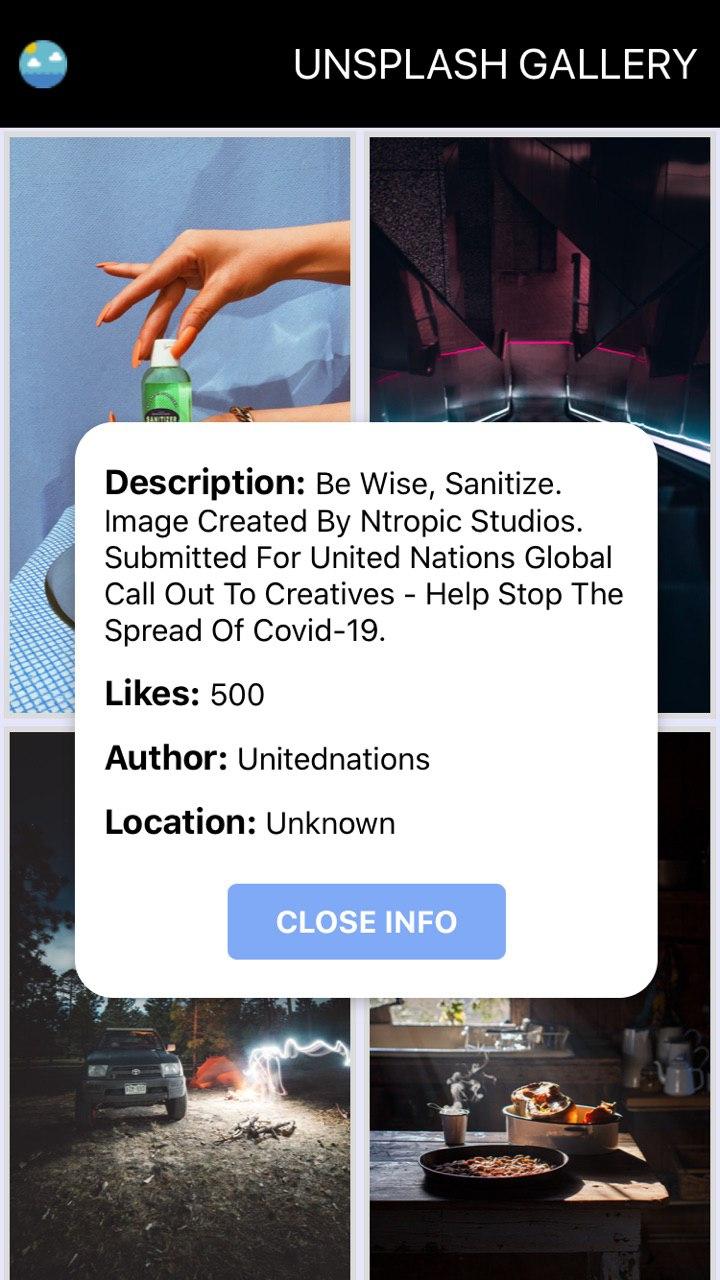 UNSPLASH GALLERY
SANITIZER
Description: Be Wise, Sanitize.
Image Created By Ntropic Studios.
Submitted For United Nations Global
Call Out To Creatives - Help Stop The
Spread Of Covid-19.
Likes: 500
Author: Unitednations
Location: Unknown
CLOSE INFO